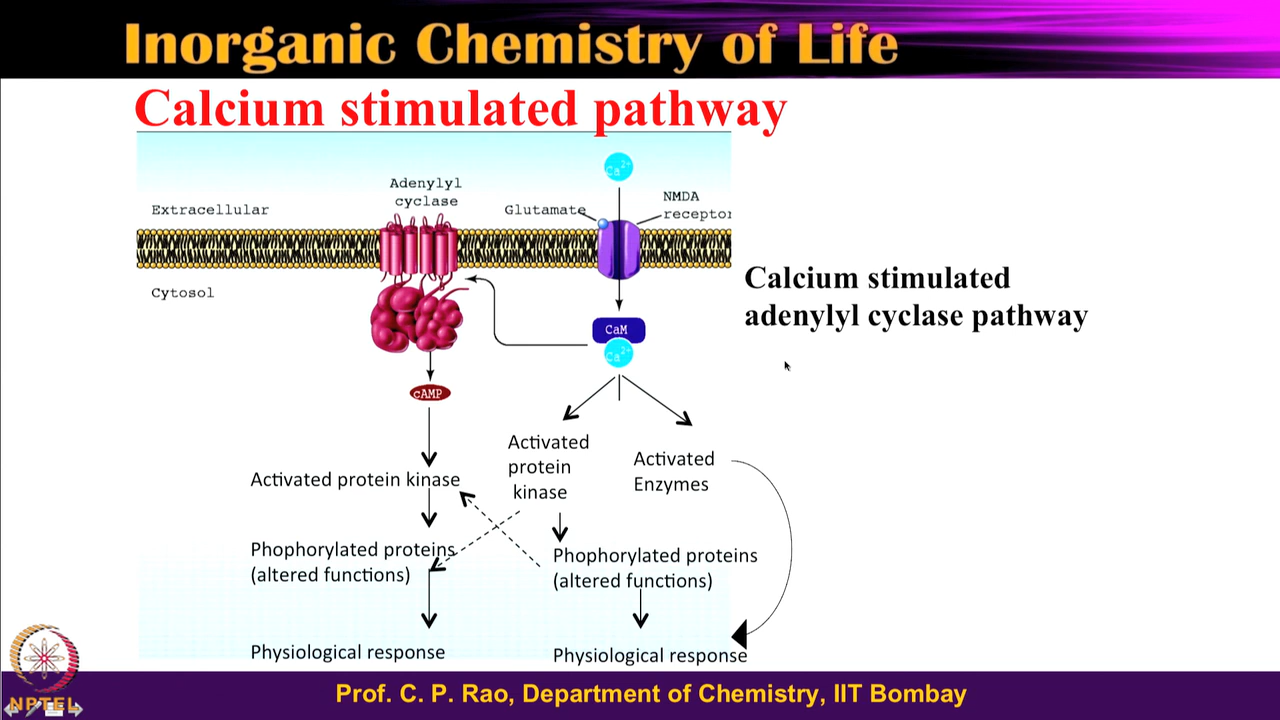 Inorganic Chemistry of Life
Calcium stimulated pathway
Ca2+
Adenylyl
cyclase
NMDA
receptor
Extracellular
Glutamate
Cytosol
Calcium stimulated
adenylyl cyclase pathway
CaM
Ca2+
cAMP
Activated protein kinase
Activated
protein
kinase
Activated
Enzymes
Phophorylated proteins
(altered functions)
Phophorylated proteins
(altered functions)
Physiological response
Physiological response
NPTEL
Prof. C. P. Rao, Department of Chemistry, IIT Bombay